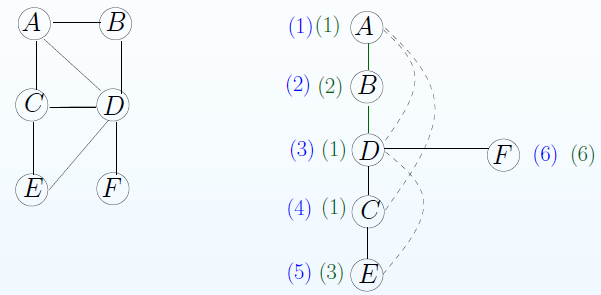 A B
C D
E F
(1) (1) A
(2) (2) B
(3) (1) D F (6) (6)
(4) (1) C
(5) (3) E